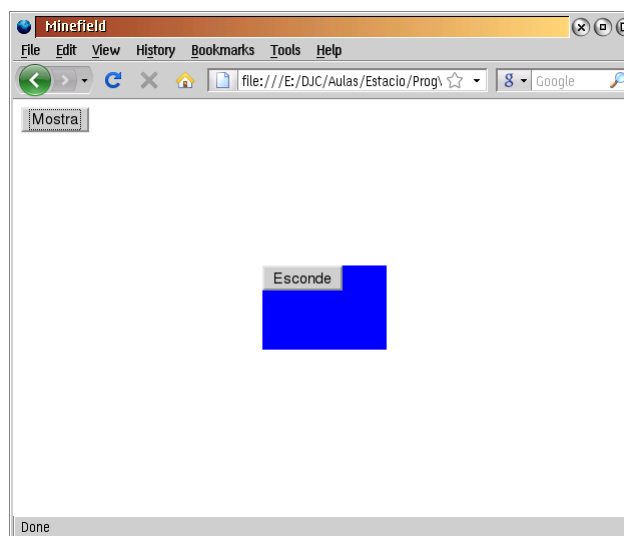 Minefield
File Edit View History Bookmarks Tools Help
file:///E:/DJC/Aulas/Estacio/Prog\ Google
Mostra
Esconde
Done